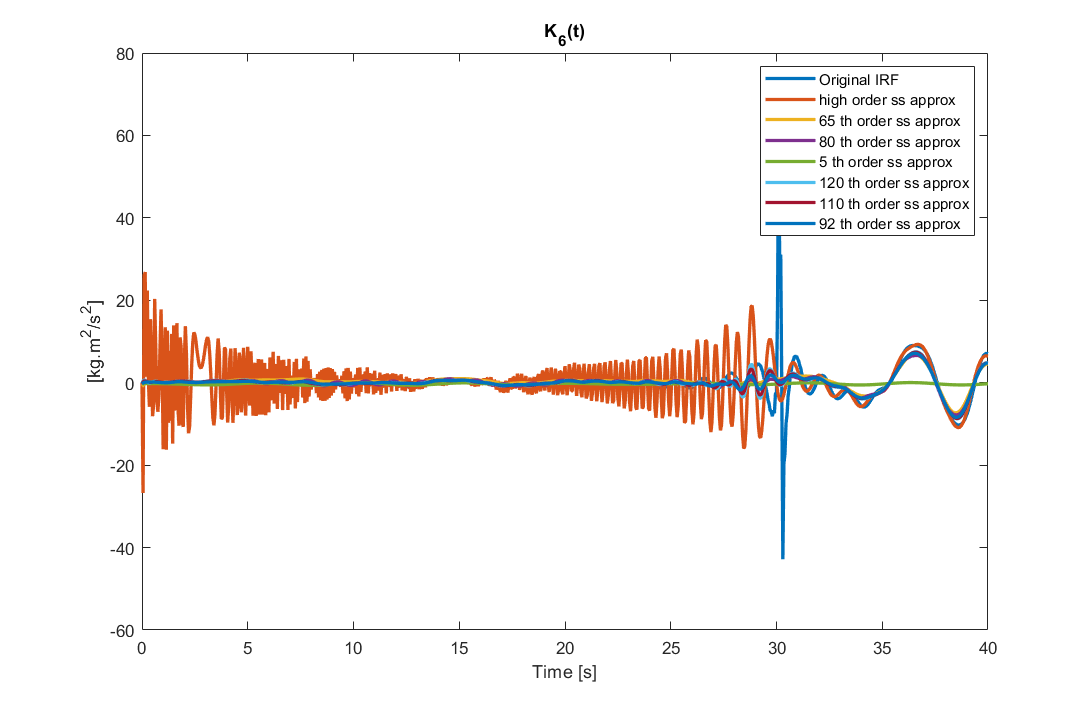 K6(t)
80
60
40
20
0
-20
-40
-60
[kg.m2/s2]
Original IRF
high order ss approx
65 th order ss approx
80 th order ss approx
5 th order ss approx
120 th order ss approx
110 th order ss approx
92 th order ss approx
0 5 10 15 20 25 30 35 40
Time [s]